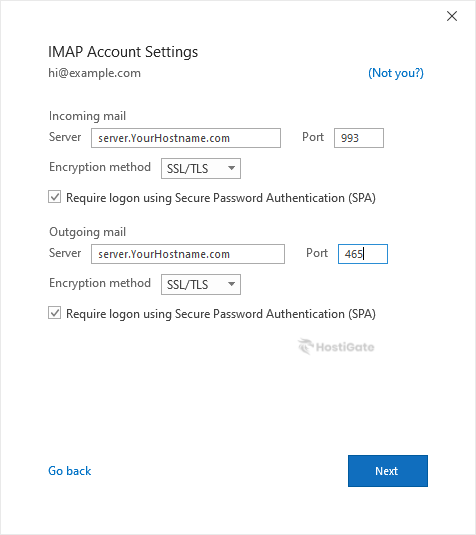 IMAP Account Settings
hi@example.com (Not you?)
Incoming mail
Server server.YourHostname.com Port 993
Encryption method SSL/TLS
Require logon using Secure Password Authentication (SPA)
Outgoing mail
Server server.YourHostname.com Port 465
Encryption method SSL/TLS
Require logon using Secure Password Authentication (SPA)
HostiGate
Go back Next